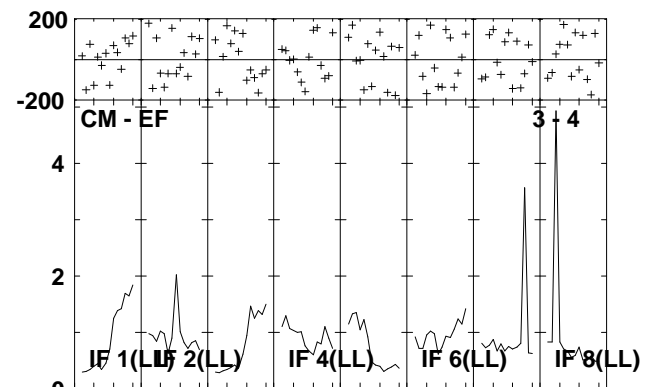 200
-200
CM - EF 3 - 4
4
2
IF 1(LL) IF 2(LL) IF 4(LL) IF 6(LL) IF 8(LL)
0